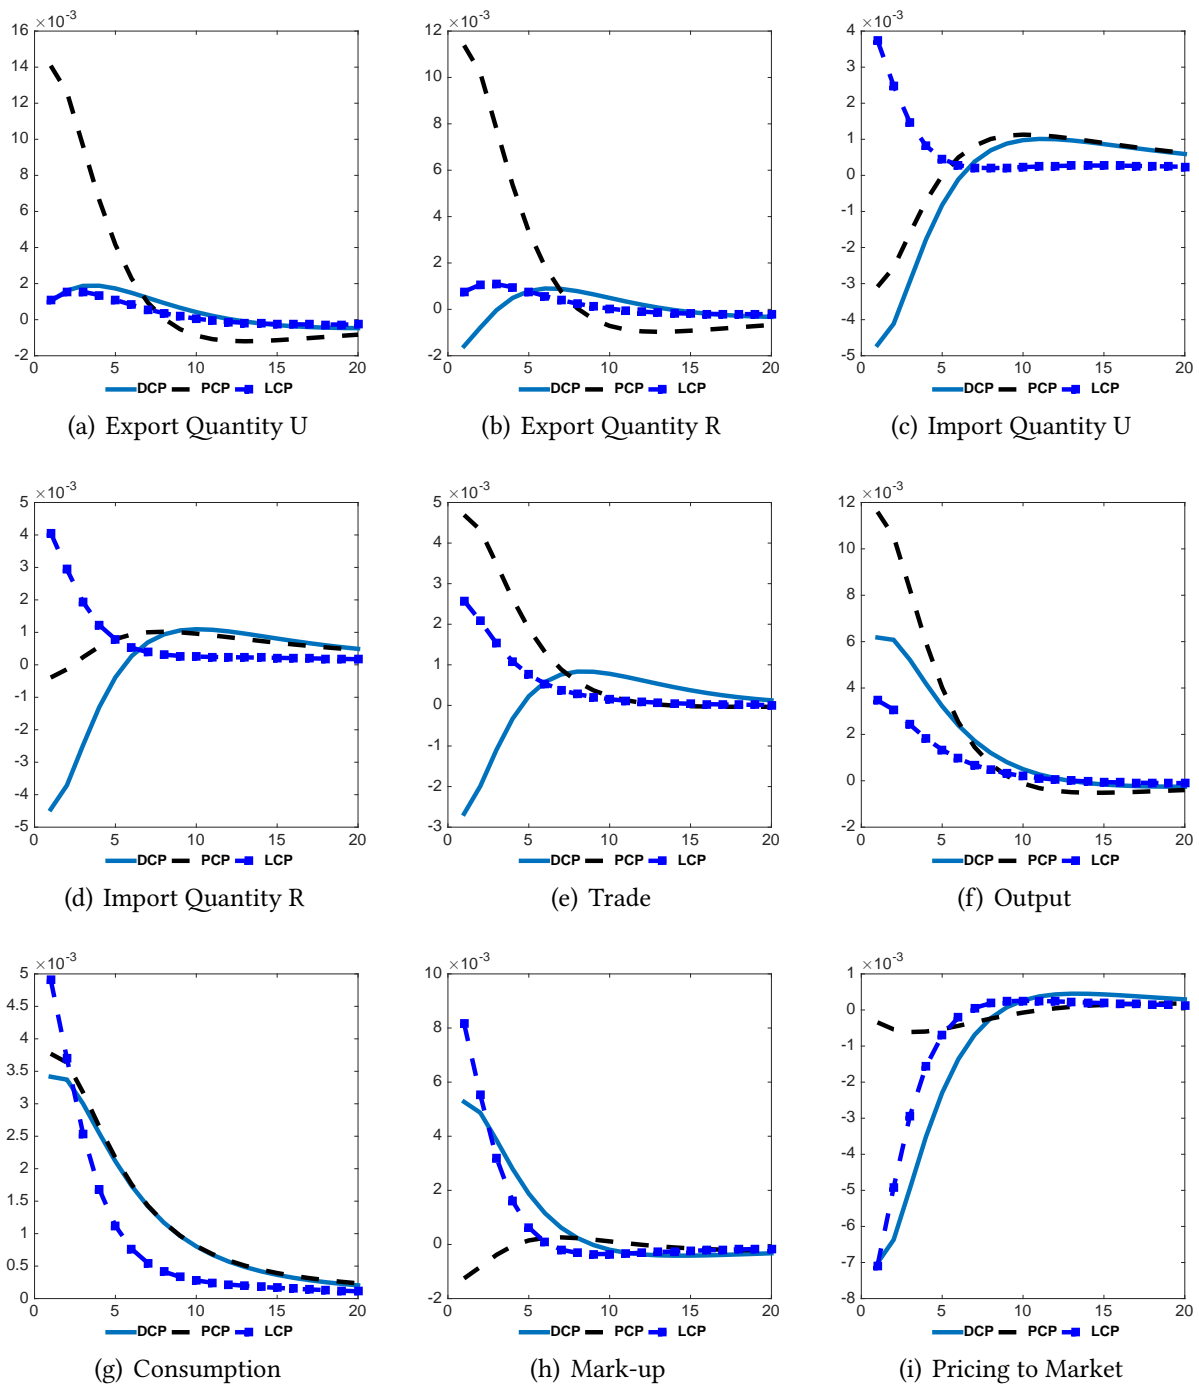 ×10-3 ×10-3 ×10-3
16 12 4
14 10 3
12 8 2
10 6 1
8 4 0
6 2 -1
4 0 -2
2 -2 -3
0 -4
-2 -5
0 5 10 15 20 0 5 10 15 20 0 5 10 15 20
DCP PCP LCP DCP PCP LCP DCP PCP LCP
(a) Export Quantity U (b) Export Quantity R (c) Import Quantity U
×10-3 ×10-3 ×10-3
5 5 12
4 4 10
3 3 8
2 2 6
1 1 4
0 0 2
-1 -1 0
-2 -2 -2
-3 -3
-4
-5
0 5 10 15 20 0 5 10 15 20 0 5 10 15 20
DCP PCP LCP DCP PCP LCP DCP PCP LCP
(d) Import Quantity R (e) Trade (f) Output
×10-3 ×10-3 ×10-3
5 10 1
4.5 8 0
4 6 -1
3.5 4 -2
3 2 -3
2.5 0 -4
2 -2 -5
1.5 -6
1 -7
0.5 -8
0
0 5 10 15 20 0 5 10 15 20 0 5 10 15 20
DCP PCP LCP DCP PCP LCP DCP PCP LCP
(g) Consumption (h) Mark-up (i) Pricing to Market